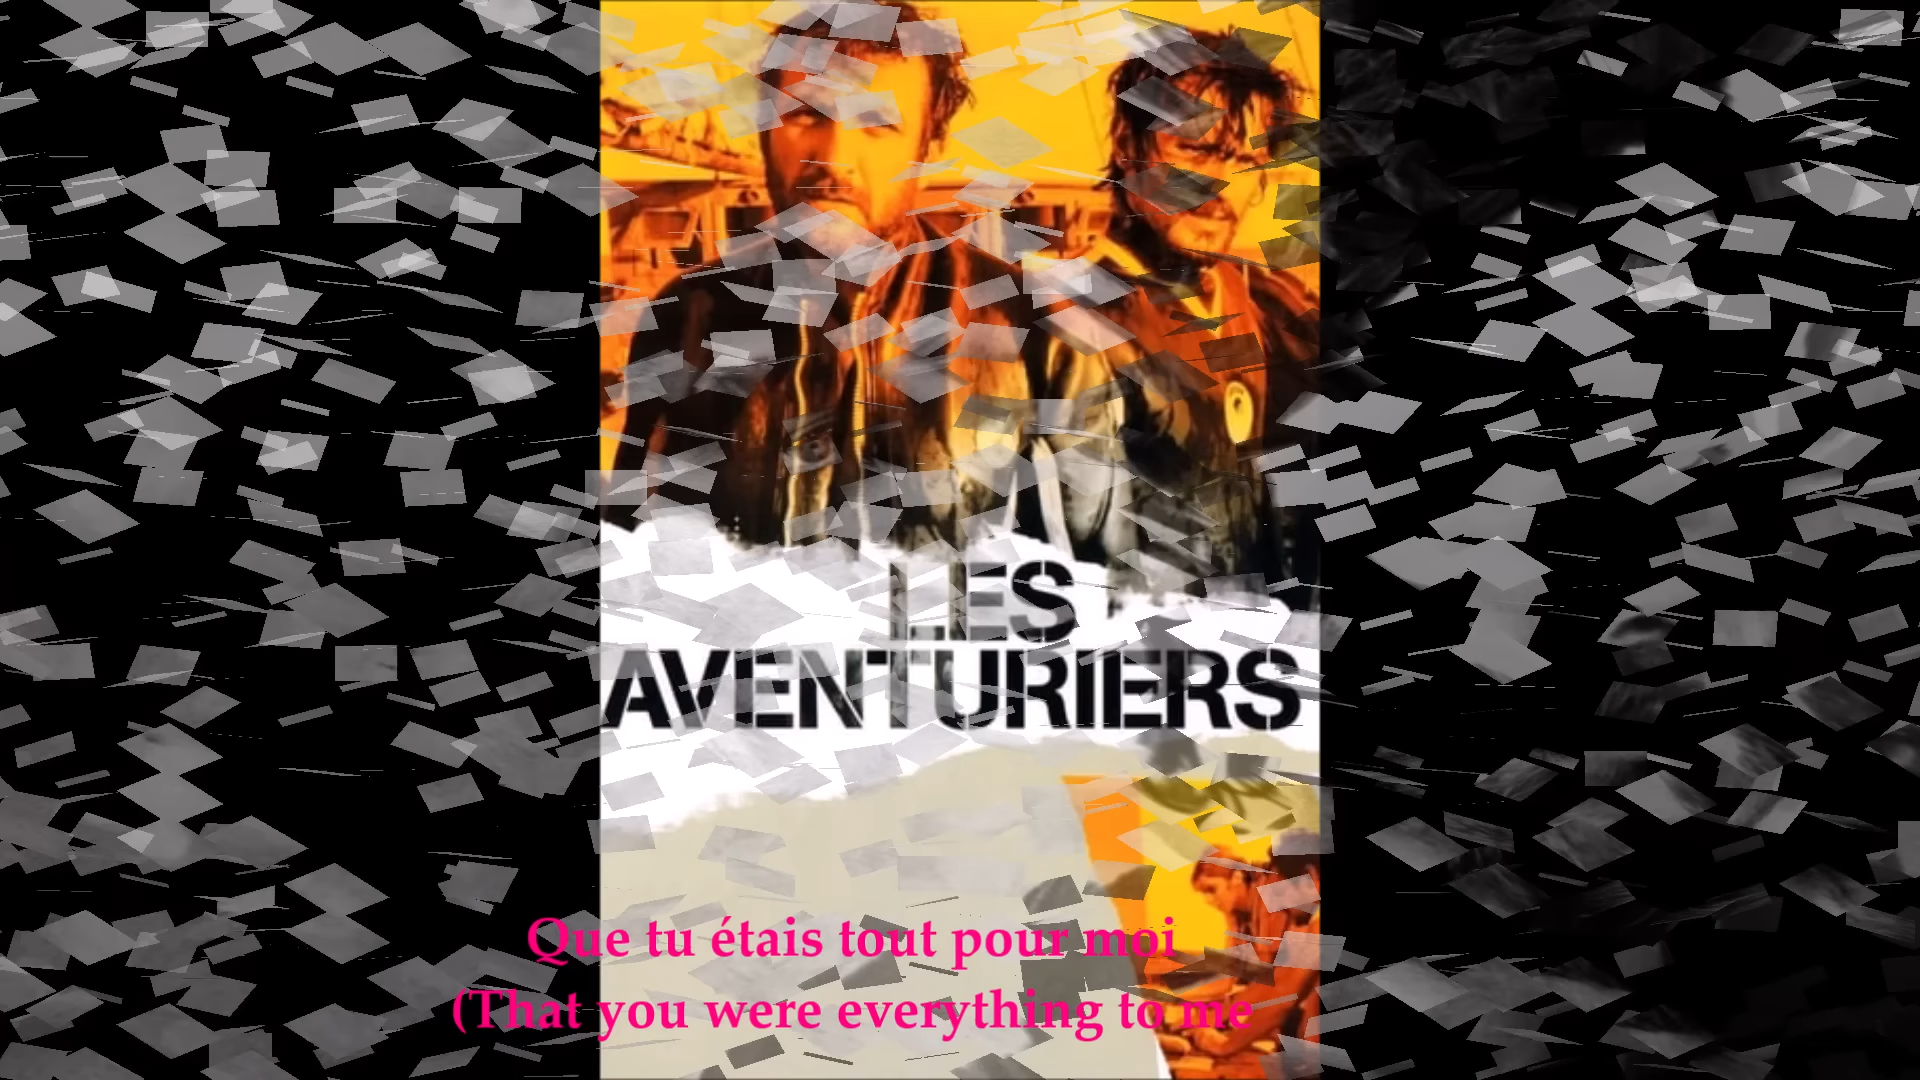 LES
AVENTURIERS
Que tu étais tout pour moi
(That you were everything to me